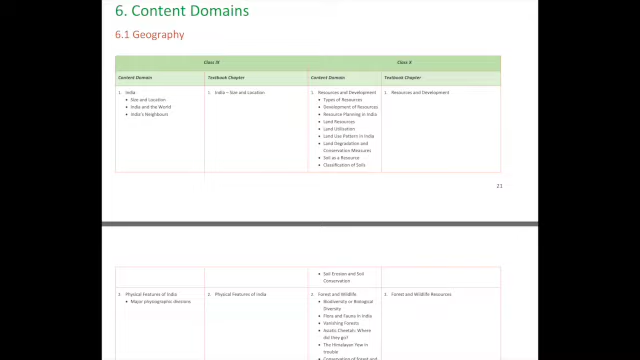 6. Content Domains
6.1 Geography
Class IX
Class X
Content Domain
Textbook Chapter
Content Domain
Textbook Chapter
1. India
• Size and Location
• India and the World
• India's Neighbours
1. India – Size and Location
1. Resources and Development
• Types of Resources
• Development of Resources
• Resource Planning in India
• Land Resources
• Land Utilisation
• Land Use Pattern in India
• Land Degradation and
Conservation Measures
• Soil as a Resource
• Classification of Soils
1. Resources and Development
21
• Soil Erosion and Soil
Conservation
2. Physical Features of India
• Major physiographic divisions
2. Physical Features of India
2. Forest and Wildlife
• Biodiversity or Biological
Diversity
• Flora and Fauna in India
• Vanishing Forests
• Asiatic Cheetah: Where
did they go?
• The Himalayan Yew in
trouble
• Conservation of forest and